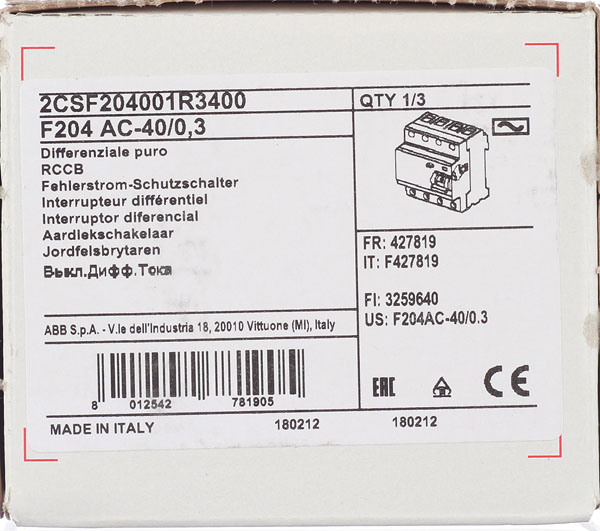 2CSF204001R3400
QTY 1/3
F204 AC-40/0,3
Differenziale puro
RCCB
Fehlerstrom-Schutzschalter
Interrupteur différentiel
Interruptor diferencial
Aardlekschakelaar
Jordfelsbrytaren
Выкл.Дифф.Тока
FR: 427819
IT: F427819
FI: 3259640
US: F204AC-40/0.3
ABB S.p.A. - V.le dell'Industria 18, 20010 Vittuone (MI), Italy
8 012542 781905
EAC CE
MADE IN ITALY
180212
180212